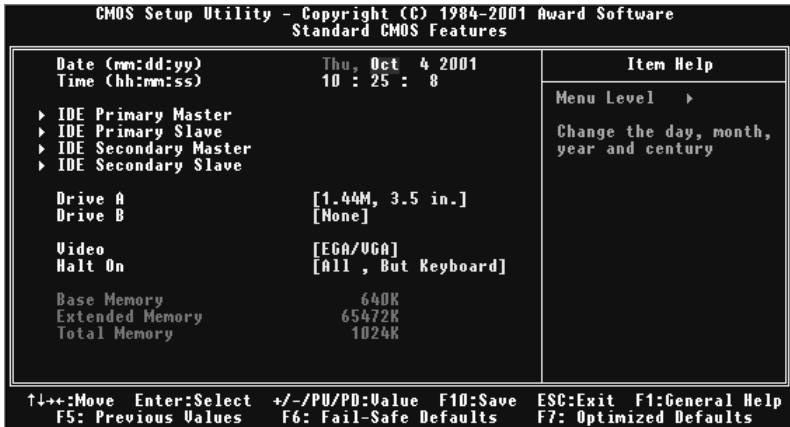 CMOS Setup Utility - Copyright (C) 1984-2001 Award Software
Standard CMOS Features
Date (mm:dd:yy) Thu, Oct 4 2001
Time (hh:mm:ss) 10 : 25 : 8
▸ IDE Primary Master
▸ IDE Primary Slave
▸ IDE Secondary Master
▸ IDE Secondary Slave
Drive A [1.44M, 3.5 in.]
Drive B [None]
Video [EGA/VGA]
Halt On [All , But Keyboard]
Base Memory 640K
Extended Memory 65472K
Total Memory 1024K
Item Help
Menu Level ▸
Change the day, month,
year and century
↑↓→←:Move Enter:Select +/-/PU/PD:Value F10:Save ESC:Exit F1:General Help
F5: Previous Values F6: Fail-Safe Defaults F7: Optimized Defaults